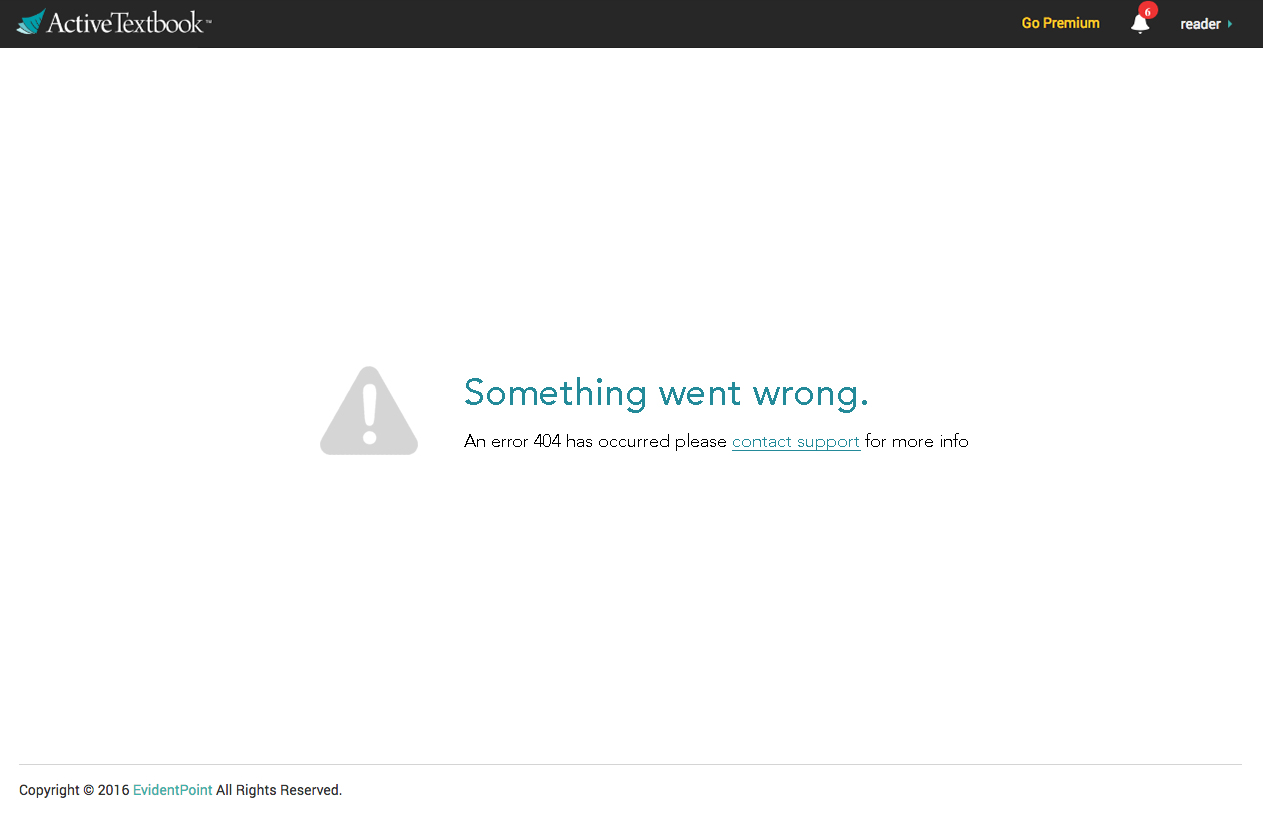 ActiveTextbook™
Go Premium
6
reader
Something went wrong.
An error 404 has occurred please contact support for more info
Copyright © 2016 EvidentPoint All Rights Reserved.